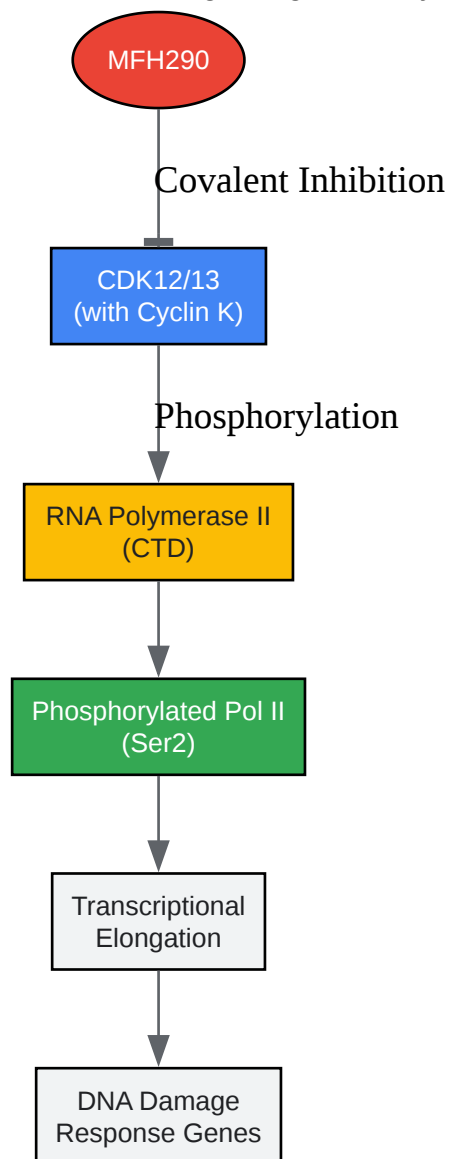 MFH290
Covalent Inhibition
CDK12/13
(with Cyclin K)
Phosphorylation
RNA Polymerase II
(CTD)
Phosphorylated Pol II
(Ser2)
Transcriptional
Elongation
DNA Damage
Response Genes